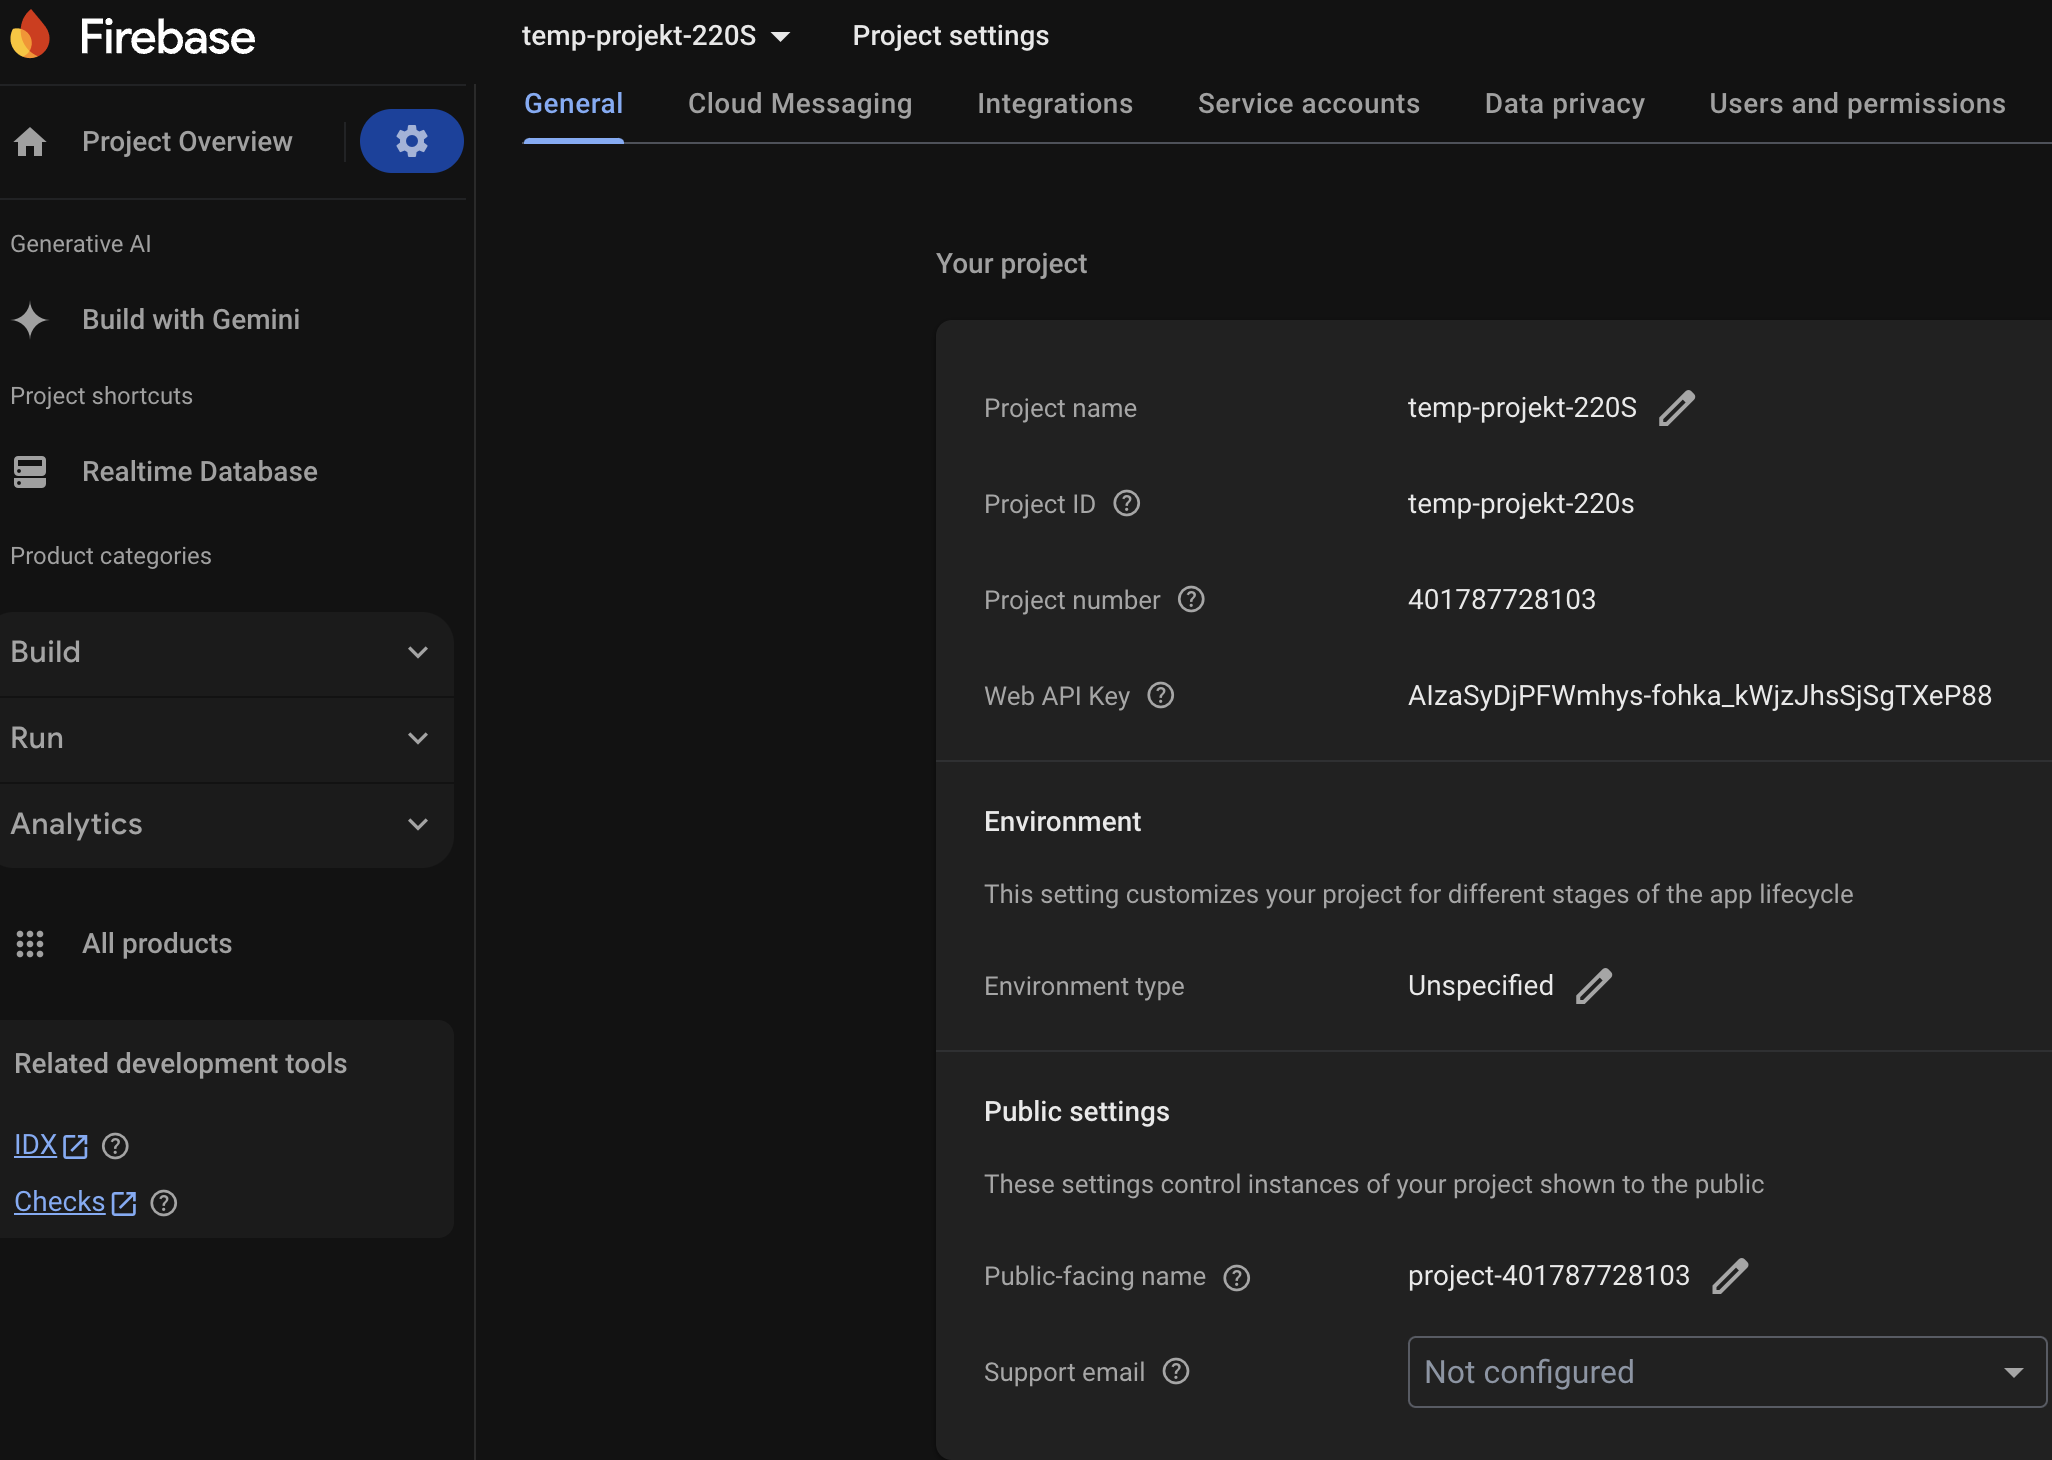 Firebase
temp-projekt-220S
Project settings
General
Cloud Messaging
Integrations
Service accounts
Data privacy
Users and permissions
Project Overview
Generative AI
Build with Gemini
Project shortcuts
Realtime Database
Product categories
Build
Run
Analytics
All products
Related development tools
IDX
Checks
Your project
Project name
temp-projekt-220S
Project ID
temp-projekt-220s
Project number
401787728103
Web API Key
AIzaSyDjPFWmhys-fohka_kWjzJhsSjSgTXeP88
Environment
This setting customizes your project for different stages of the app lifecycle
Environment type
Unspecified
Public settings
These settings control instances of your project shown to the public
Public-facing name
project-401787728103
Support email
Not configured